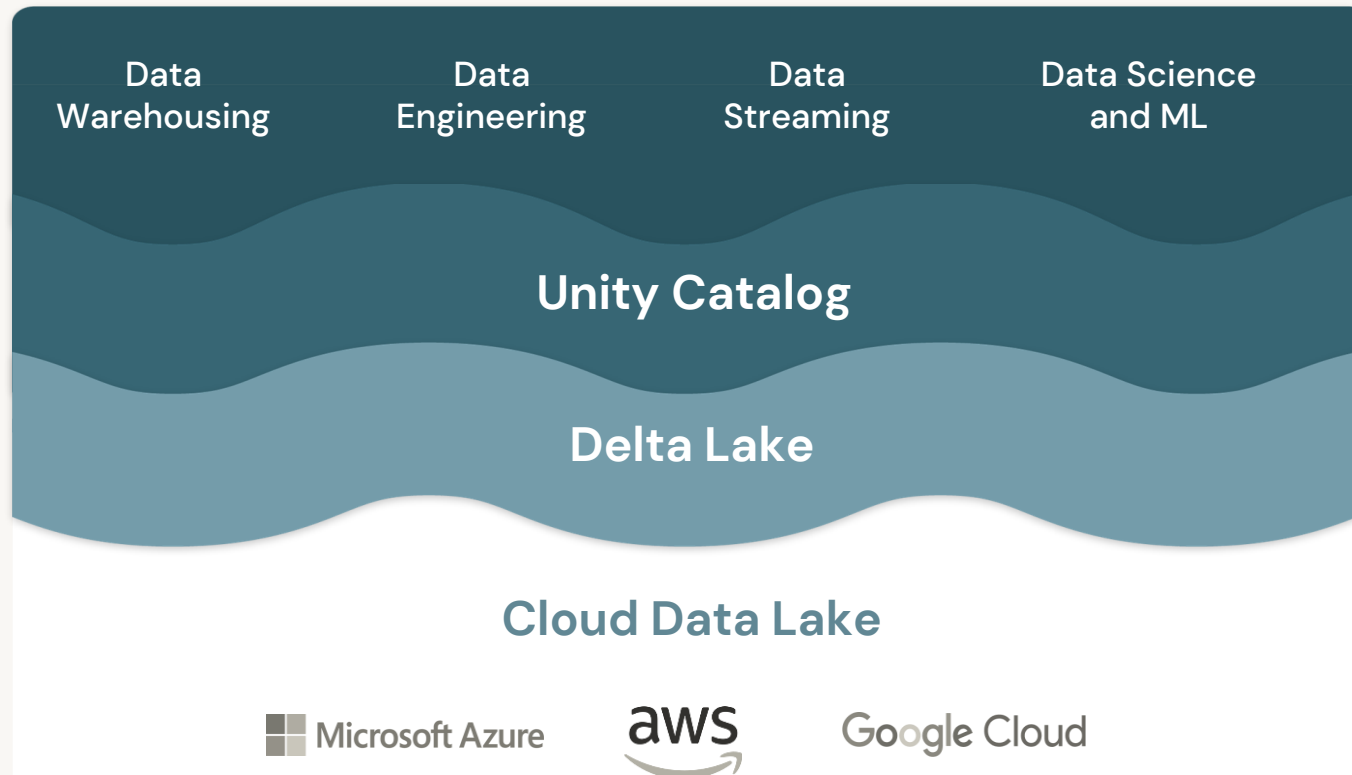 Data
Warehousing
Data
Engineering
Data
Streaming
Data Science
and ML
Unity Catalog
Delta Lake
Cloud Data Lake
Microsoft Azure
aws
Google Cloud